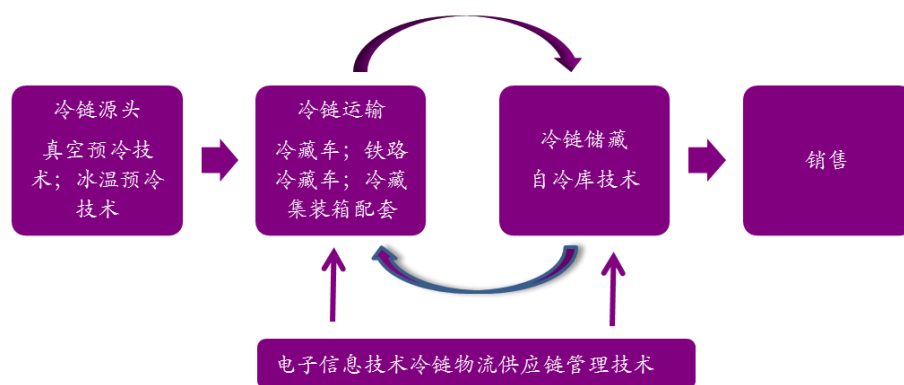 冷链源头
真空预冷技
术；冰温预冷
技术
冷链运输
冷藏车；铁路
冷藏车；冷藏
集装箱配套
冷链储藏
自冷库技术
销售
电子信息技术冷链物流供应链管理技术